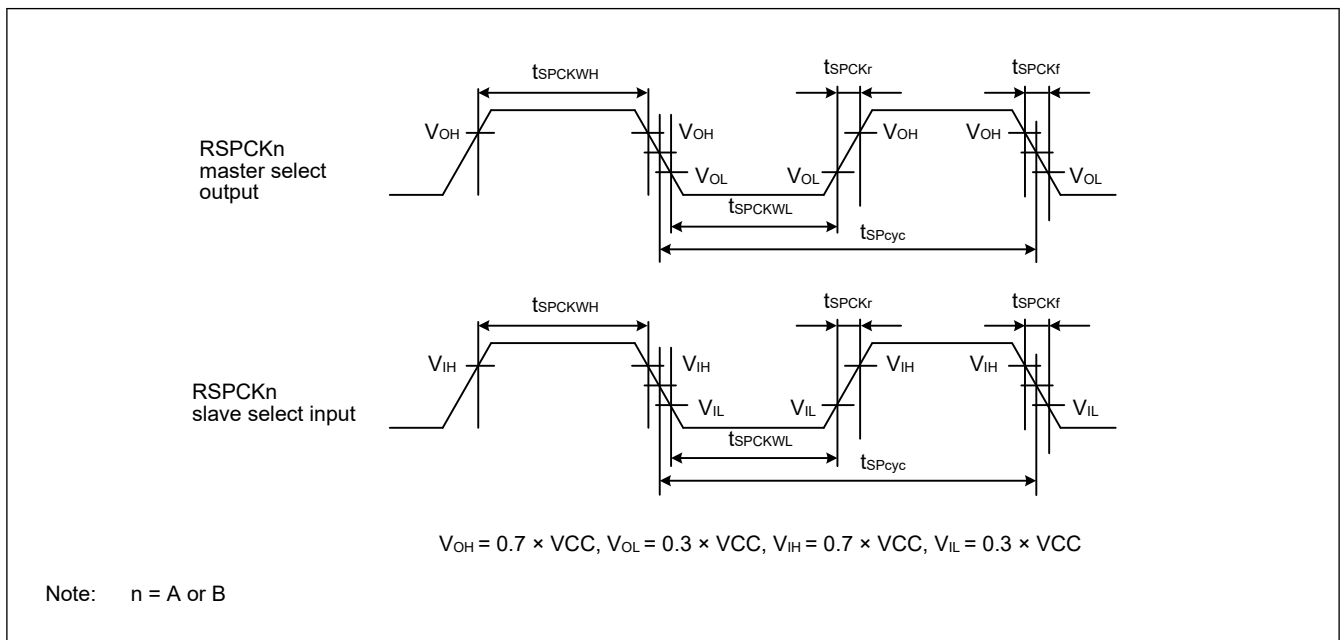 tSPCKWH
tSPCKr
tSPCKf
VOH
VOH
VOH
VOH
RSPCKn
master select
output
VOL
VOL
VOL
tSPCKWL
tSPcyc
tSPCKWH
tSPCKr
tSPCKf
VIH
VIH
VIH
VIH
RSPCKn
slave select input
VIL
VIL
VIL
tSPCKWL
tSPcyc
VOH = 0.7 × VCC, VOL = 0.3 × VCC, VIH = 0.7 × VCC, VIL = 0.3 × VCC
Note: n = A or B